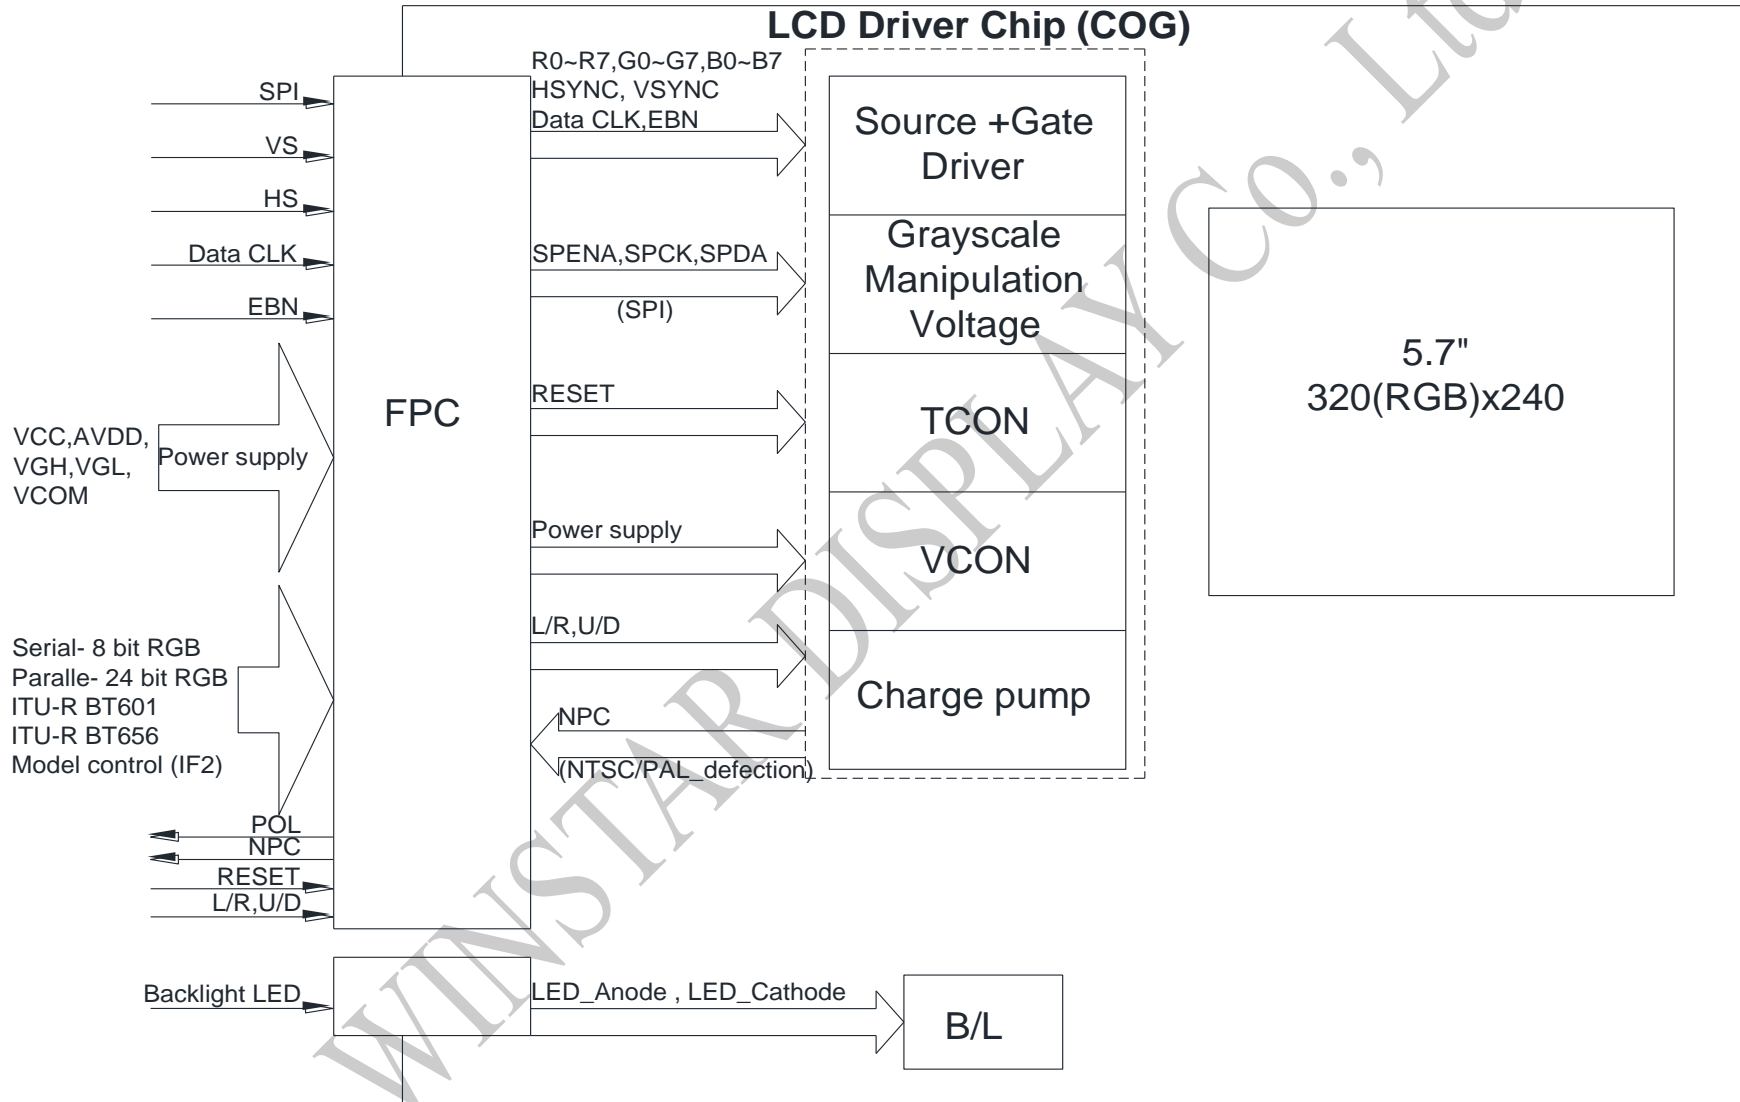 LCD Driver Chip (COG)
R0~R7,G0~G7,B0~B7
HSYNC, VSYNC
Data CLK,EBN
SPI
VS
HS
Data CLK
EBN
VCC,AVDD,
VGH,VGL,
VCOM
Power supply
Serial- 8 bit RGB
Paralle- 24 bit RGB
ITU-R BT601
ITU-R BT656
Model control (IF2)
POL
NPC
RESET
L/R,U/D
Backlight LED
FPC
SPENA,SPCK,SPDA
(SPI)
RESET
Power supply
L/R,U/D
NPC
(NTSC/PAL_defection)
LED_Anode , LED_Cathode
Source +Gate
Driver
Grayscale
Manipulation
Voltage
TCON
VCON
Charge pump
B/L
5.7"
320(RGB)x240
WINSTAR DISPLAY Co., Ltd